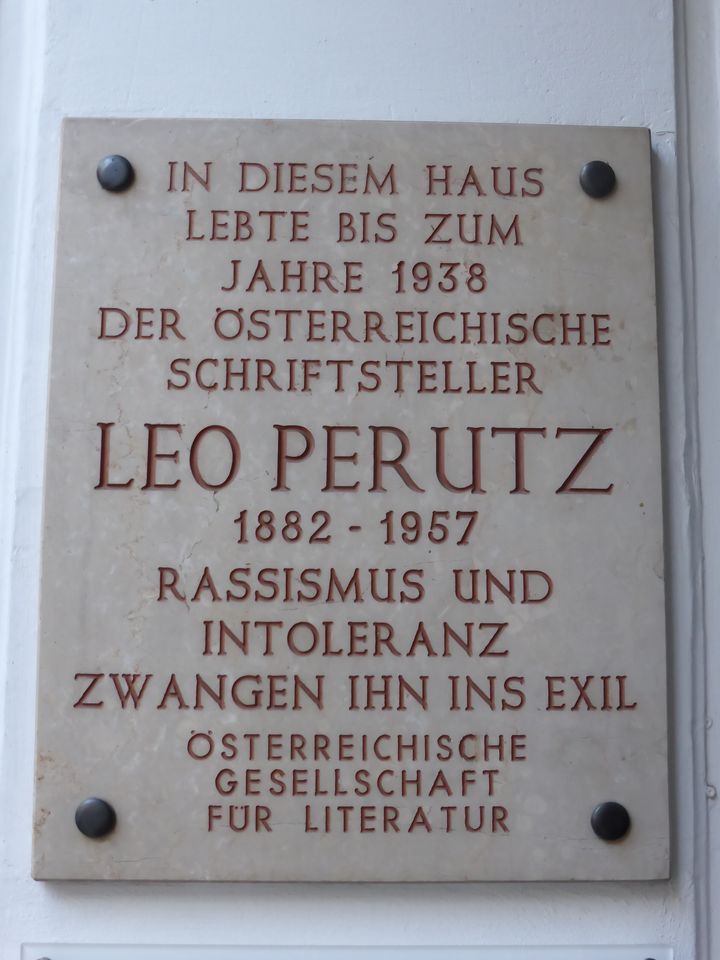 IN DIESEM HAUS
LEBTE BIS ZUM
JAHRE 1938
DER ÖSTERREICHISCHE
SCHRIFTSTELLER
LEO PERUTZ
1882 - 1957
RASSISMUS UND
INTOLERANZ
ZWANGEN IHN INS EXIL
ÖSTERREICHISCHE
GESELLSCHAFT
FÜR LITERATUR